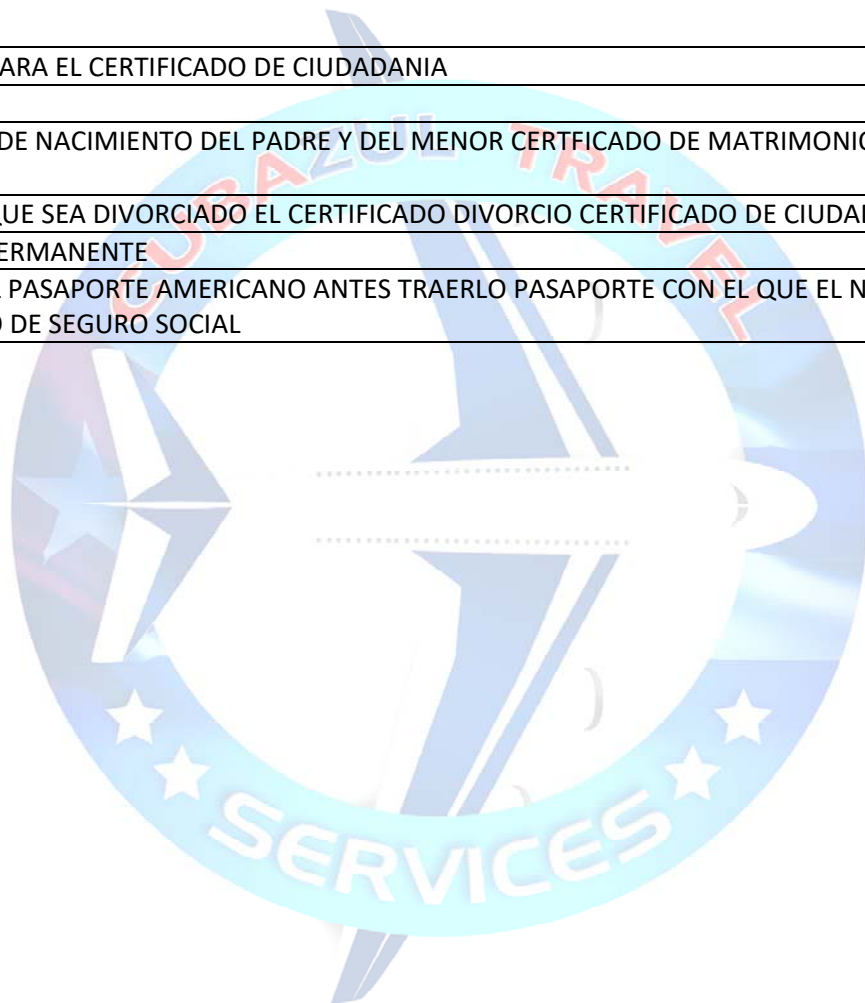 ARA EL CERTIFICADO DE CIUDADANIA
DE NACIMIENTO DEL PADRE Y DEL MENOR CERTFICADO DE MATRIMONIO
QUE SEA DIVORCIADO EL CERTIFICADO DIVORCIO CERTIFICADO DE CIUDA
ERMANENTE
PASAPORTE AMERICANO ANTES TRAERLO PASAPORTE CON EL QUE EL N
DE SEGURO SOCIAL
CUBAZUL TRAVEL
SERVICES